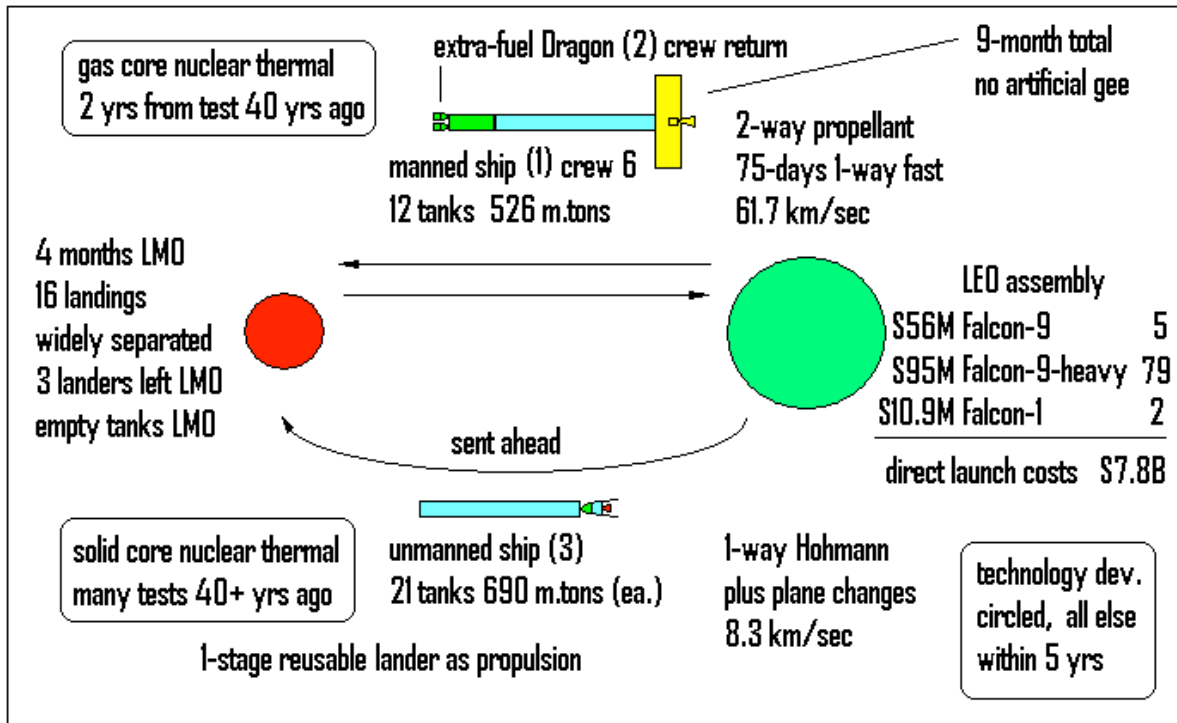 gas core nuclear thermal
2 yrs from test 40 yrs ago
extra-fuel Dragon (2) crew return
9-month total
no artificial gee
manned ship (1) crew 6
12 tanks 526 m.tons
2-way propellant
75-days 1-way fast
61.7 km/sec
4 months LMO
16 landings
widely separated
3 landers left LMO
empty tanks LMO
LEO assembly
$56M Falcon-9 5
$95M Falcon-9-heavy 79
$10.9M Falcon-1 2
direct launch costs $7.8B
sent ahead
solid core nuclear thermal
many tests 40+ yrs ago
unmanned ship (3)
21 tanks 690 m.tons (ea.)
1-way Hohmann
plus plane changes
8.3 km/sec
technology dev.
circled, all else
within 5 yrs
1-stage reusable lander as propulsion